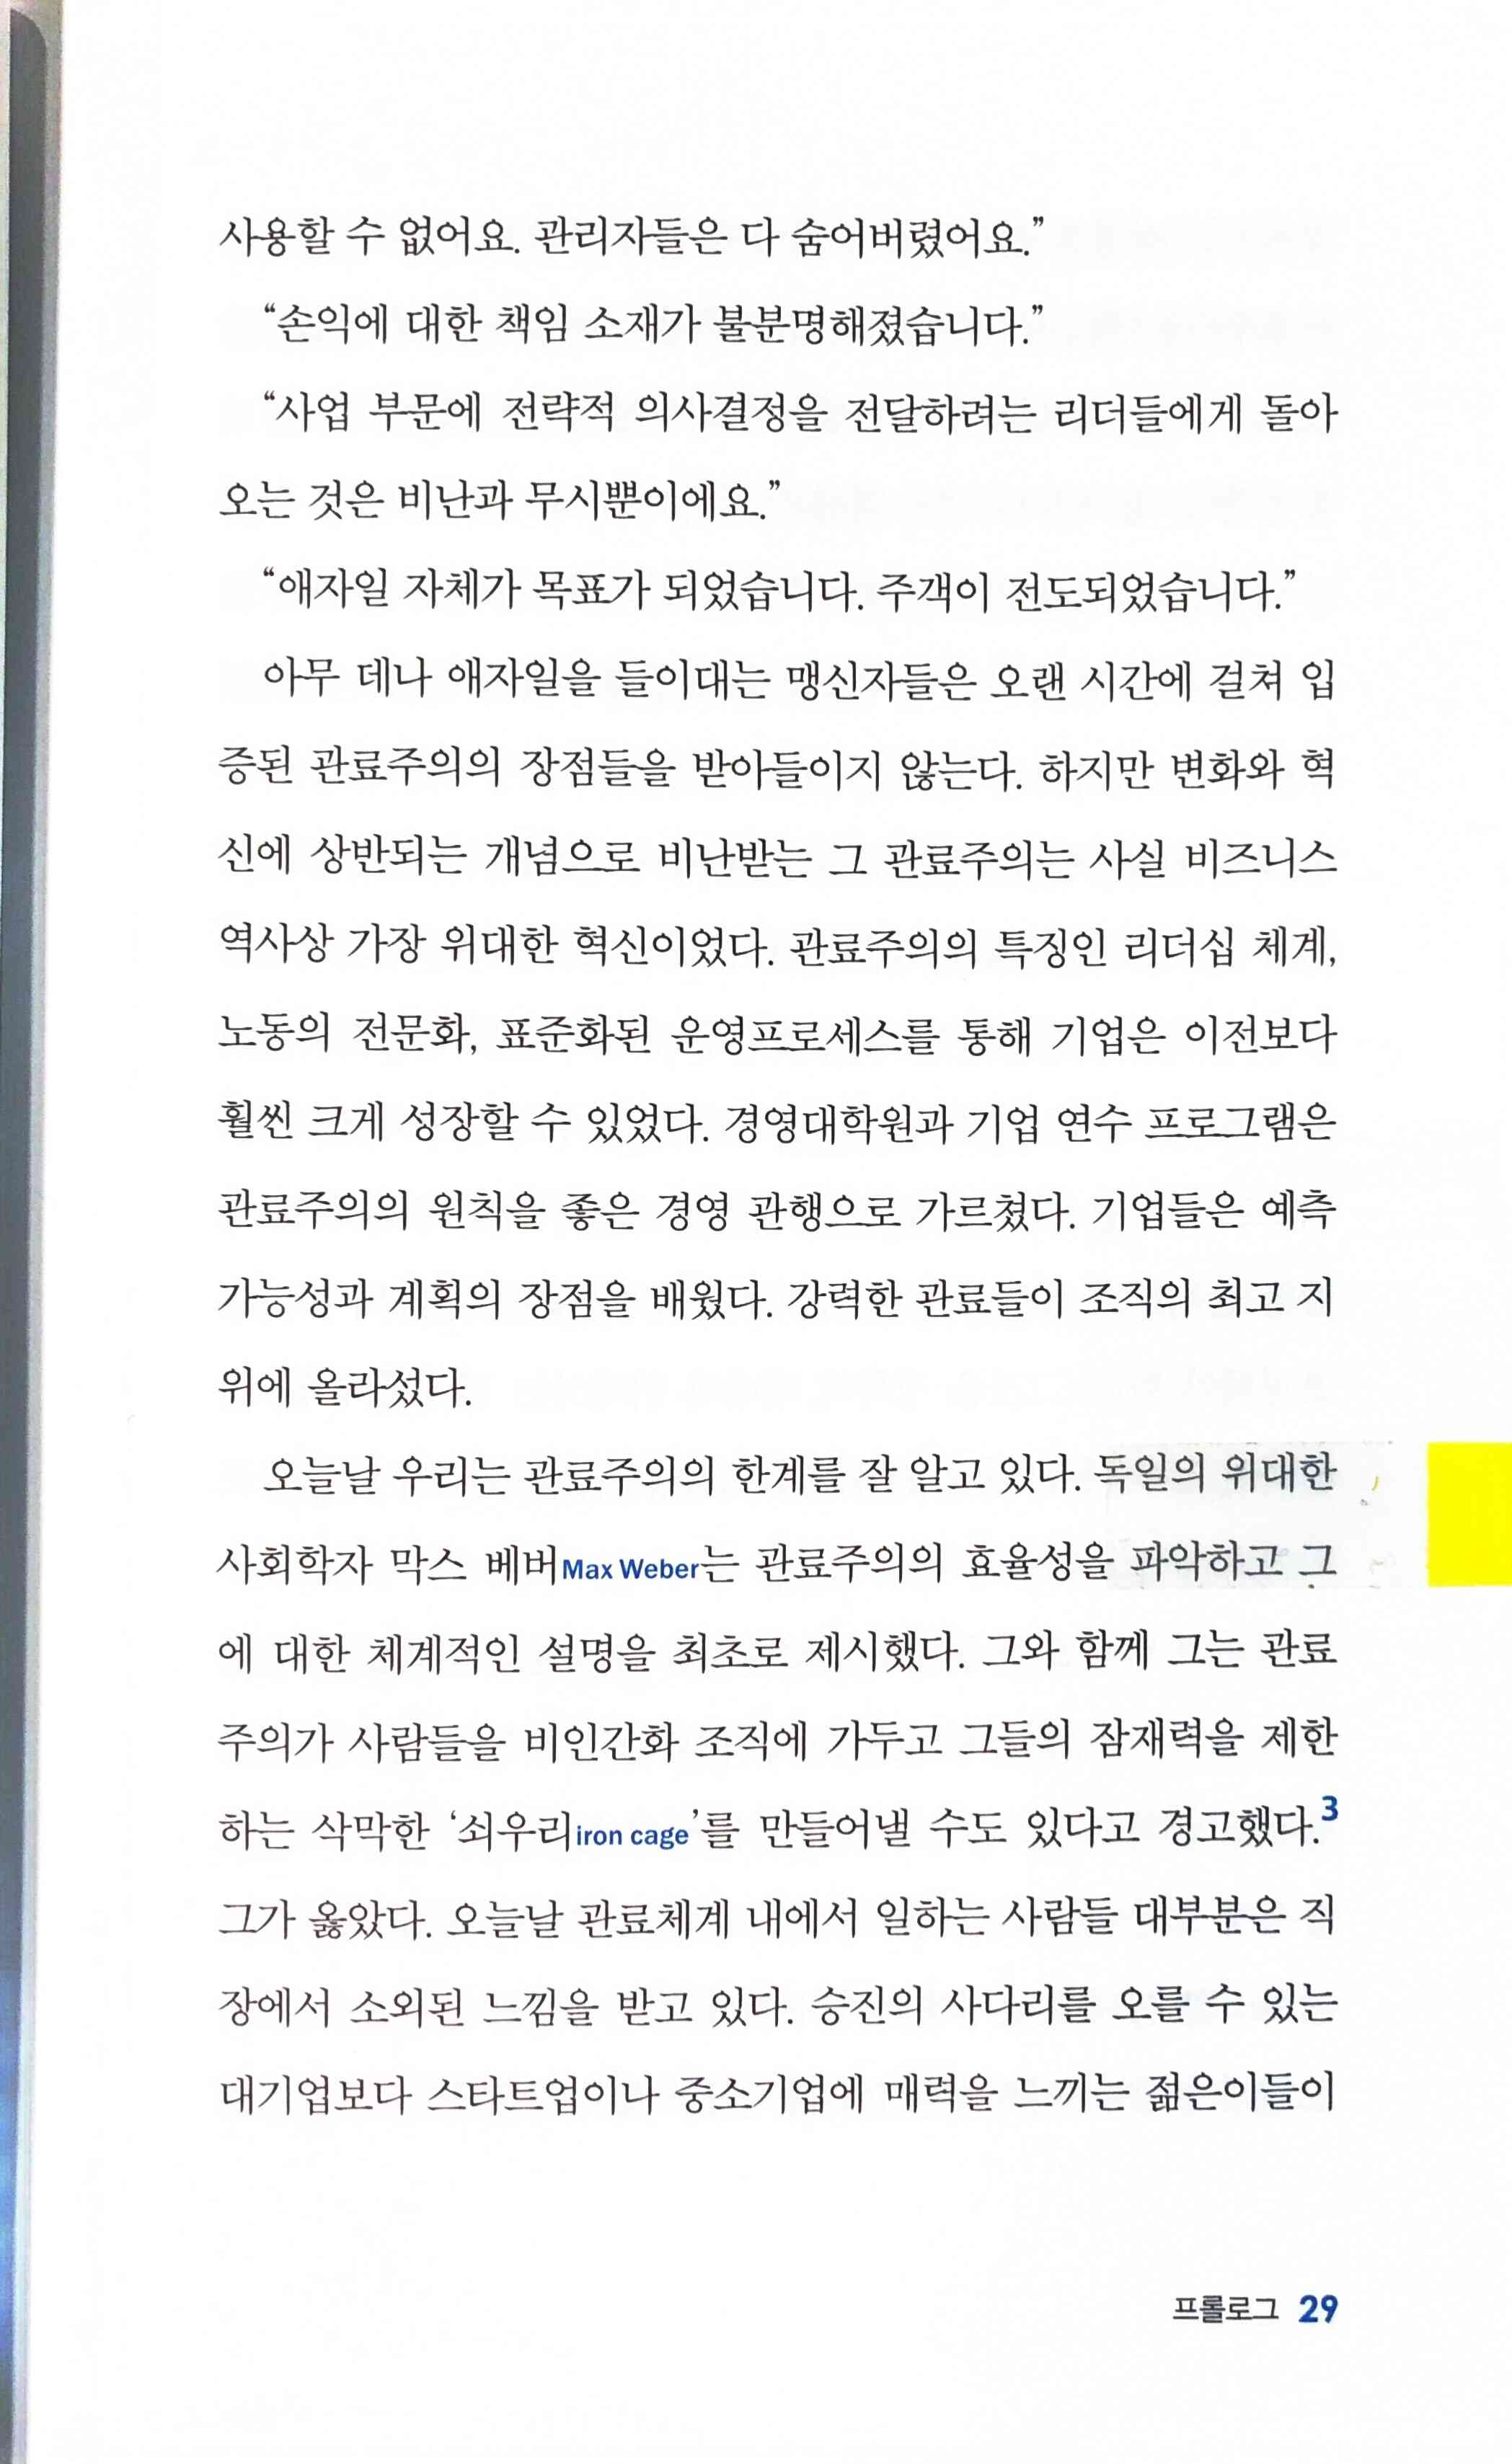 사용할 수 없어요. 관리자들은 다 숨어버렸어요.”
“손익에 대한 책임 소재가 불분명해졌습니다.”
“사업 부문에 전략적 의사결정을 전달하려는 리더들에게 돌아
오는 것은 비난과 무시뿐이에요.”
“애자일 자체가 목표가 되었습니다. 주객이 전도되었습니다.”
아무 데나 애자일을 들이대는 맹신자들은 오랜 시간에 걸쳐 입
증된 관료주의의 장점들을 받아들이지 않는다. 하지만 변화와 혁
신에 상반되는 개념으로 비난받는 그 관료주의는 사실 비즈니스
역사상 가장 위대한 혁신이었다. 관료주의의 특징인 리더십 체계,
노동의 전문화, 표준화된 운영프로세스를 통해 기업은 이전보다
훨씬 크게 성장할 수 있었다. 경영대학원과 기업 연수 프로그램은
관료주의의 원칙을 좋은 경영 관행으로 가르쳤다. 기업들은 예측
가능성과 계획의 장점을 배웠다. 강력한 관료들이 조직의 최고 지
위에 올라섰다.
오늘날 우리는 관료주의의 한계를 잘 알고 있다. 독일의 위대한
사회학자 막스 베버Max Weber는 관료주의의 효율성을 파악하고 그
에 대한 체계적인 설명을 최초로 제시했다. 그와 함께 그는 관료
주의가 사람들을 비인간화 조직에 가두고 그들의 잠재력을 제한
하는 삭막한 ‘쇠우리iron cage’를 만들어낼 수도 있다고 경고했다.3
그가 옳았다. 오늘날 관료체계 내에서 일하는 사람들 대부분은 직
장에서 소외된 느낌을 받고 있다. 승진의 사다리를 오를 수 있는
대기업보다 스타트업이나 중소기업에 매력을 느끼는 젊은이들이
프롤로그 29